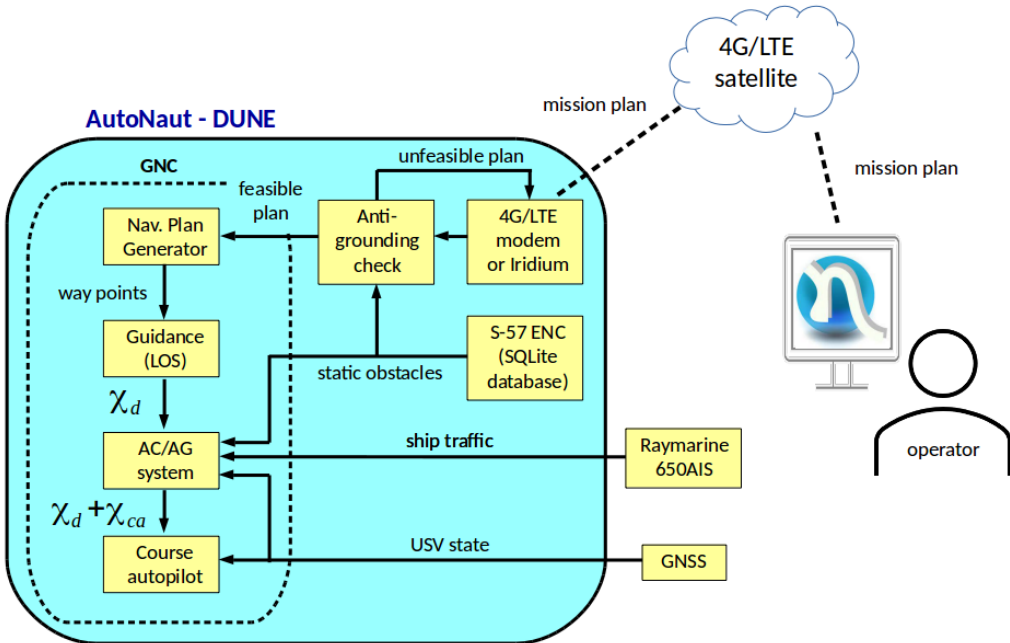 4G/LTE
satellite
mission plan
mission plan
AutoNaut - DUNE
GNC
unfeasible plan
feasible
plan
Nav. Plan
Generator
Anti-
grounding
check
4G/LTE
modem
or Iridium
way points
Guidance
(LOS)
static obstacles
S-57 ENC
(SQLite
database)
χd
AC/AG
system
ship traffic
Raymarine
650AIS
operator
χd +χca
Course
autopilot
USV state
GNSS